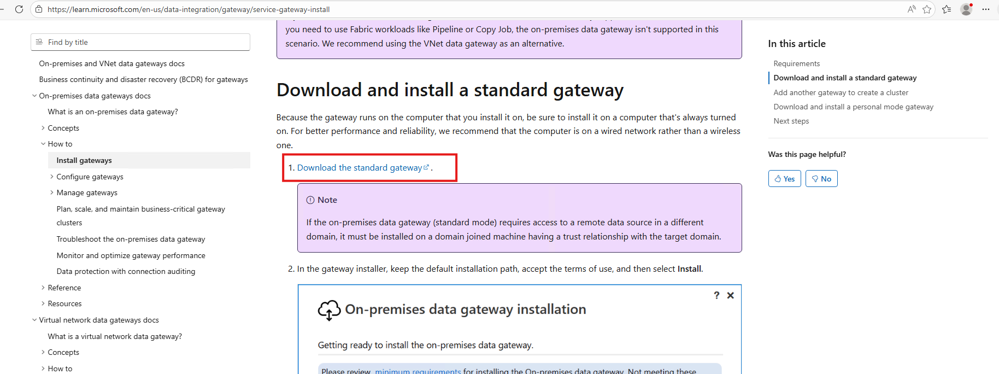 https://learn.microsoft.com/en-us/data-integration/gateway/service-gateway-install
Find by title
On-premises and VNet data gateways docs
Business continuity and disaster recovery (BCDR) for gateways
On-premises data gateways docs
What is an on-premises data gateway?
Concepts
How to
Install gateways
Configure gateways
Manage gateways
Plan, scale, and maintain business-critical gateway
clusters
Troubleshoot the on-premises data gateway
Monitor and optimize gateway performance
Data protection with connection auditing
Reference
Resources
Virtual network data gateways docs
What is a virtual network data gateway?
Concepts
How to
you need to use Fabric workloads like Pipeline or Copy Job, the on-premises data gateway isn't supported in this
scenario. We recommend using the VNet data gateway as an alternative.
Download and install a standard gateway
Because the gateway runs on the computer that you install it on, be sure to install it on a computer that's always turned
on. For better performance and reliability, we recommend that the computer is on a wired network rather than a wireless
one.
1. Download the standard gateway.
Note
If the on-premises data gateway (standard mode) requires access to a remote data source in a different
domain, it must be installed on a domain joined machine having a trust relationship with the target domain.
2. In the gateway installer, keep the default installation path, accept the terms of use, and then select Install.
? ×
On-premises data gateway installation
Getting ready to install the on-premises data gateway.
Please review minimum requirements for installing the On-premises data gateway. Not meeting these
In this article
Requirements
Download and install a standard gateway
Add another gateway to create a cluster
Download and install a personal mode gateway
Next steps
Was this page helpful?
Yes
No